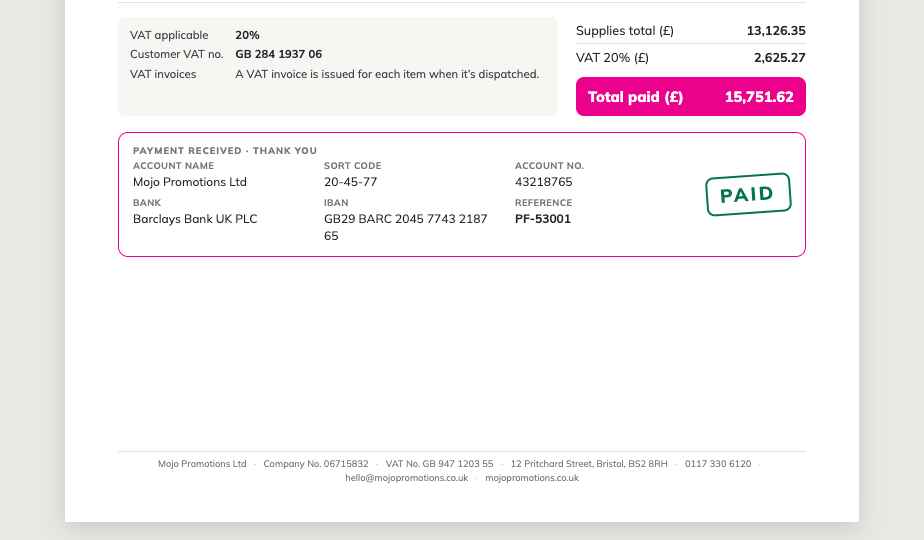 VAT applicable 20%
Customer VAT no. GB 284 1937 06
VAT invoices A VAT invoice is issued for each item when it's dispatched.
Supplies total (£) 13,126.35
VAT 20% (£) 2,625.27
Total paid (£) 15,751.62
PAYMENT RECEIVED · THANK YOU
ACCOUNT NAME SORT CODE ACCOUNT NO.
Mojo Promotions Ltd 20-45-77 43218765
BANK IBAN REFERENCE
Barclays Bank UK PLC GB29 BARC 2045 7743 2187 PF-53001
65
PAID
Mojo Promotions Ltd · Company No. 06715832 · VAT No. GB 947 1203 55 · 12 Pritchard Street, Bristol, BS2 8RH · 0117 330 6120 ·
hello@mojopromotions.co.uk · mojopromotions.co.uk